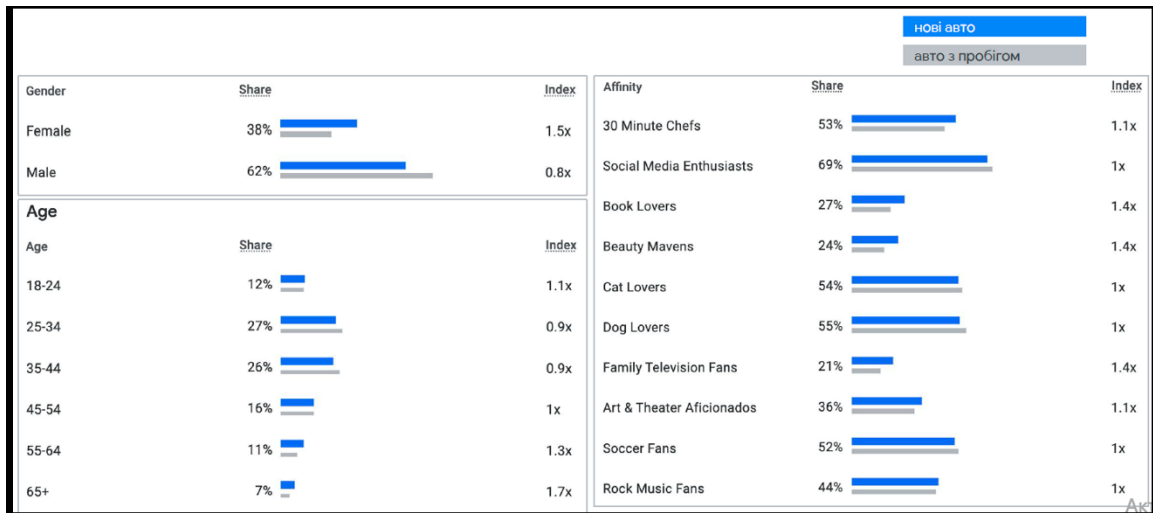 нові авто
авто з пробігом
Gender Share Index
Female 38% 1.5x
Male 62% 0.8x
Age
Age Share Index
18-24 12% 1.1x
25-34 27% 0.9x
35-44 26% 0.9x
45-54 16% 1x
55-64 11% 1.3x
65+ 7% 1.7x
Affinity Share Index
30 Minute Chefs 53% 1.1x
Social Media Enthusiasts 69% 1x
Book Lovers 27% 1.4x
Beauty Mavens 24% 1.4x
Cat Lovers 54% 1x
Dog Lovers 55% 1x
Family Television Fans 21% 1.4x
Art & Theater Aficionados 36% 1.1x
Soccer Fans 52% 1x
Rock Music Fans 44% 1x